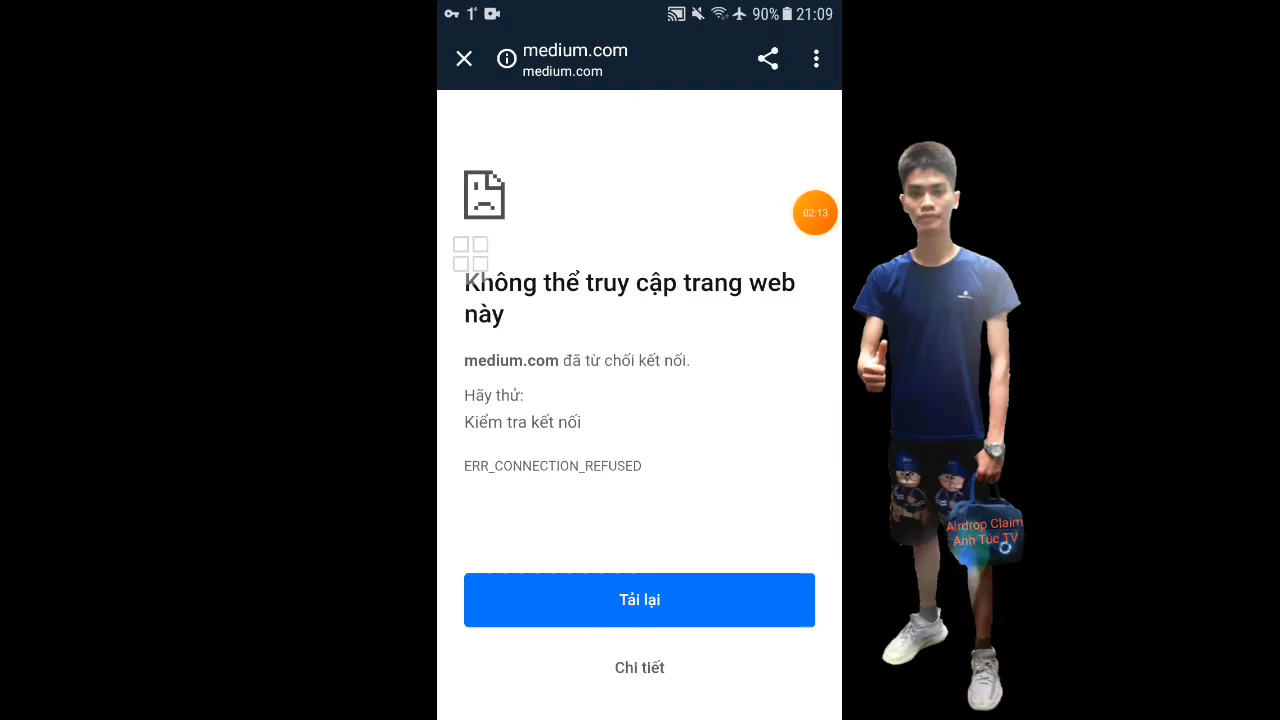 1 90% 21:09
medium.com
medium.com
02:13
Không thể truy cập trang web
này
medium.com đã từ chối kết nối.
Hãy thử:
Kiểm tra kết nối
ERR_CONNECTION_REFUSED
Airdrop Claim
Anh Túc TV
Tải lại
Chi tiết